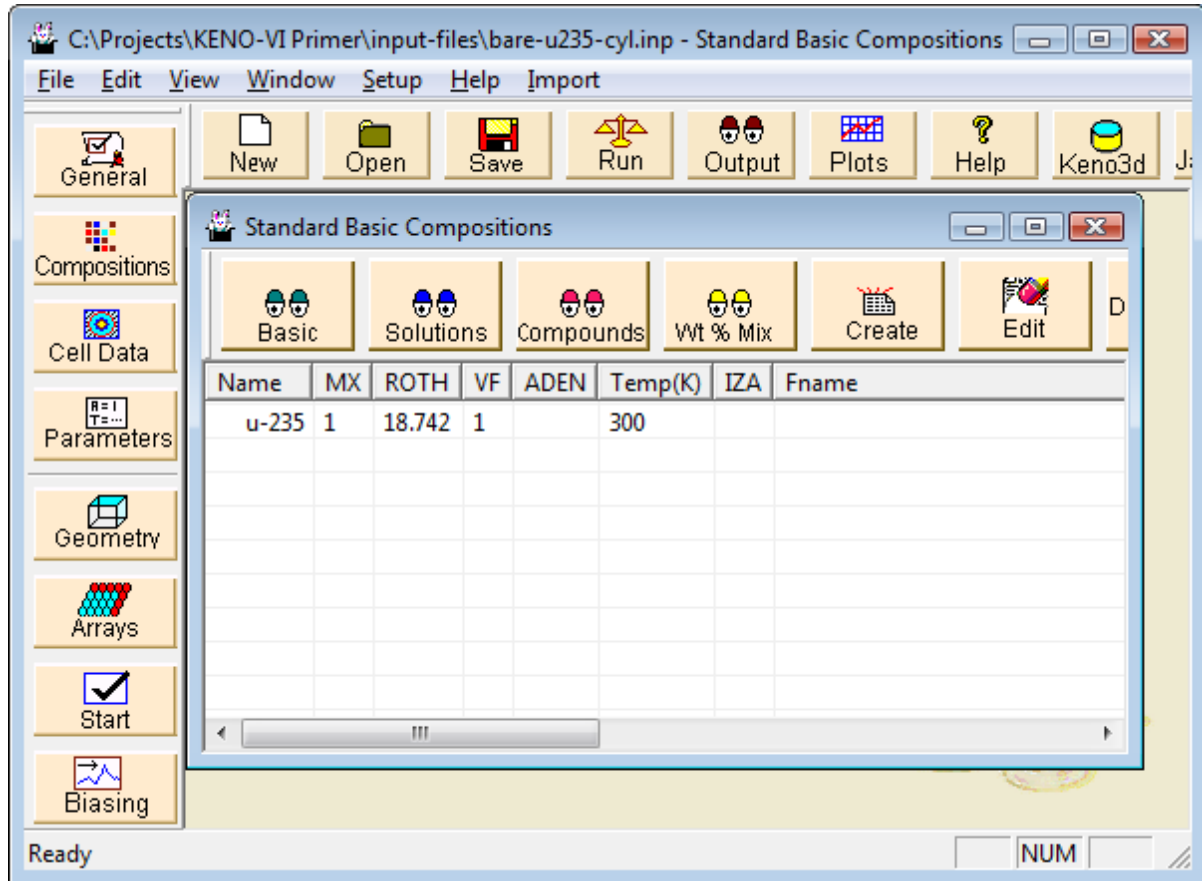 C:\Projects\KENO-VI Primer\input-files\bare-u235-cyl.inp - Standard Basic Compositions
File Edit View Window Setup Help Import
General
New Open Save Run Output Plots Help Keno3d
Compositions
Cell Data
Parameters
Geometry
Arrays
Start
Biasing
Standard Basic Compositions
Basic Solutions Compounds Wt % Mix Create Edit D
Name MX ROTH VF ADEN Temp(K) IZA Fname
u-235 1 18.742 1 300
Ready NUM